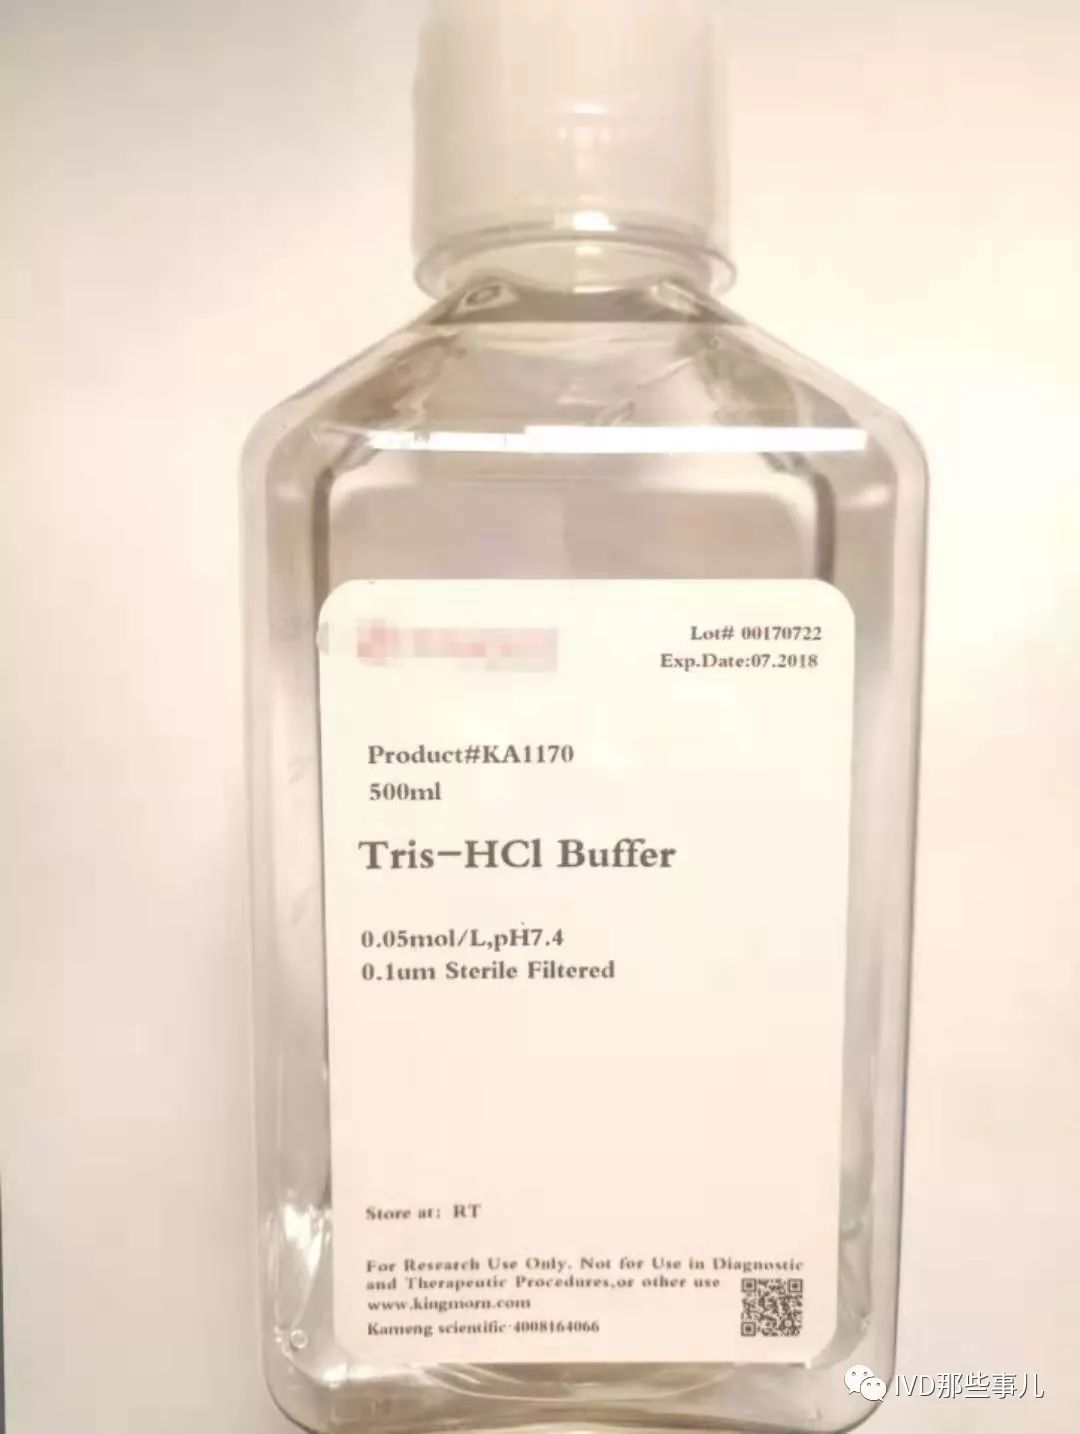 Lot# 00170722
Exp.Date:07.2018
Product#KA1170
500ml
Tris-HCl Buffer
0.05mol/L,pH7.4
0.1um Sterile Filtered
Store at: RT
For Research Use Only. Not for Use in Diagnostic
and Therapeutic Procedures,or other use
www.kingmorn.com
Kameng scientific 4008164066
IVD那些事儿